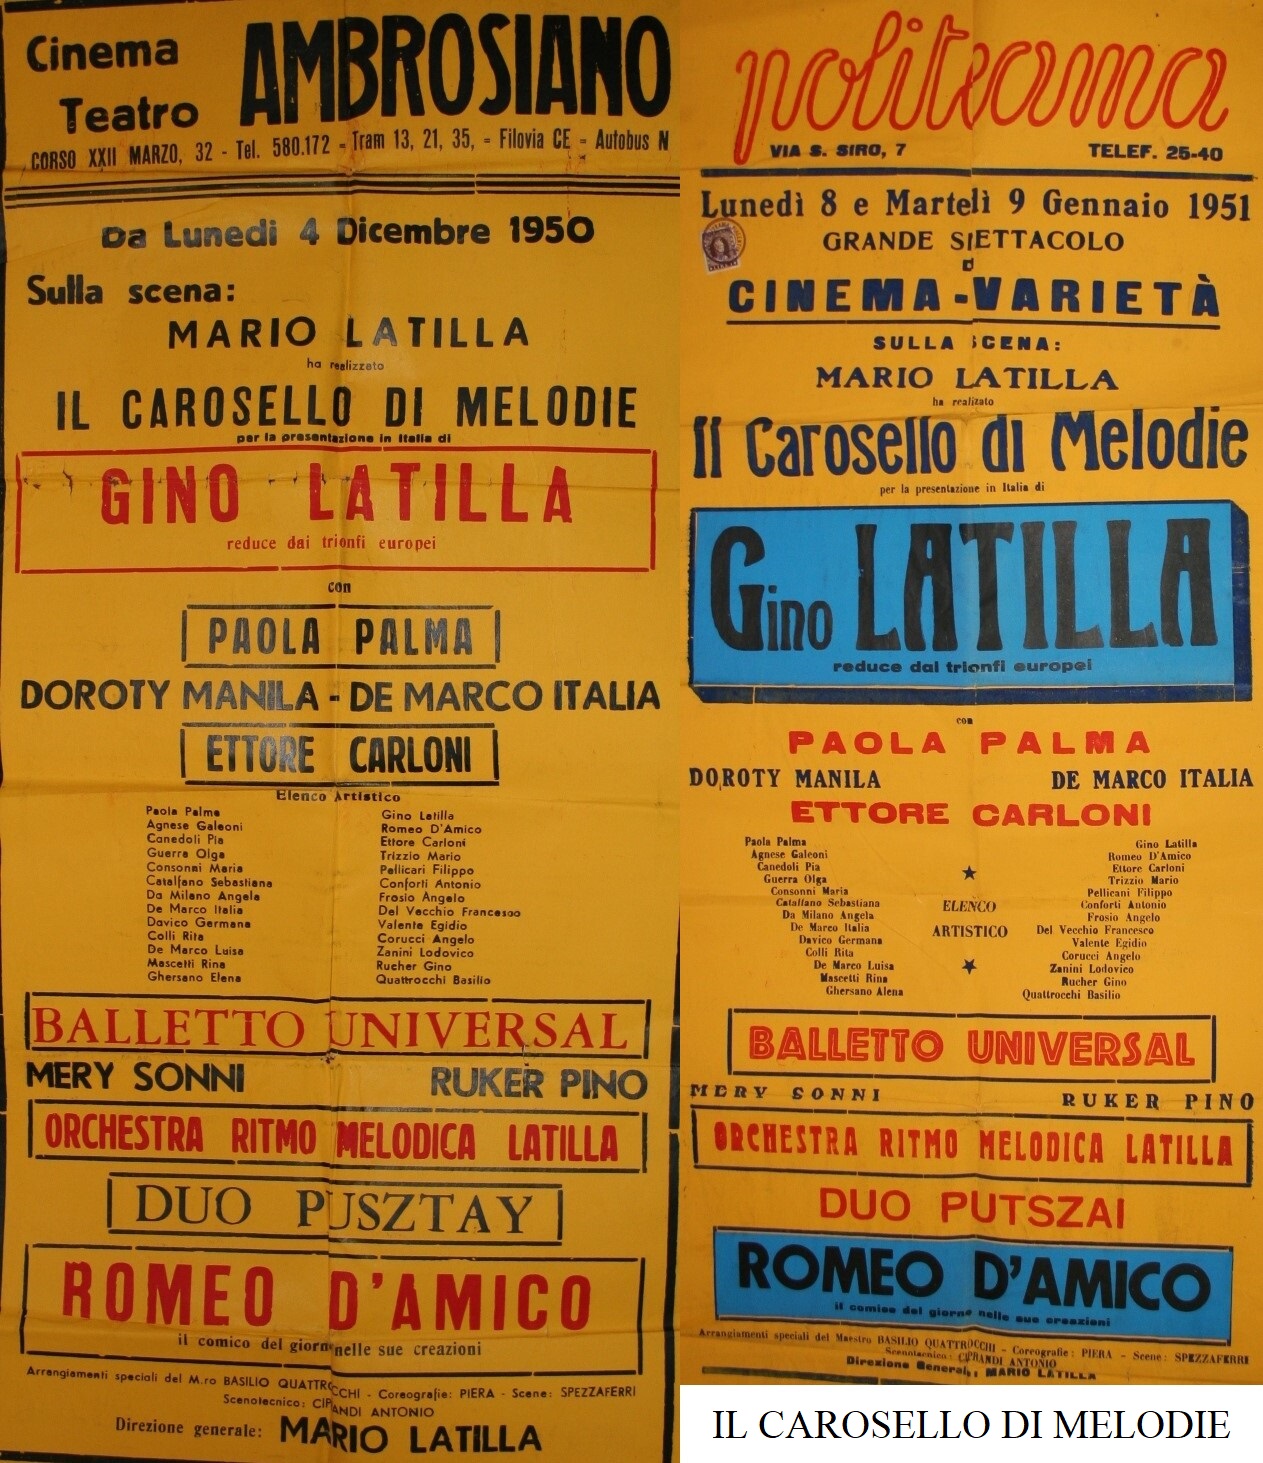 Cinema
Teatro
AMBROSIANO
CORSO XXII MARZO, 32 - Tel. 580.172 - Tram 13, 21, 35, - Filovia CE - Autobus N
Da Lunedì 4 Dicembre 1950
Sulla scena:
MARIO LATILLA
ha realizzato
IL CAROSELLO DI MELODIE
per la presentazione in Italia di
GINO LATILLA
reduce dai trionfi europei
con
PAOLA PALMA
DOROTY MANILA - DE MARCO ITALIA
ETTORE CARLONI
Elenco Artistico
Paola Palma
Agnese Galeoni
Canedoli Pia
Guerra Olga
Consonni Maria
Catalfano Sebastiana
Da Milano Angela
De Marco Italia
Davico Germana
Colli Rita
De Marco Luisa
Mascetti Rina
Ghersano Elena
Gino Latilla
Romeo D'Amico
Ettore Carloni
Trizzio Mario
Pellicari Filippo
Conforti Antonio
Frosio Angelo
Del Vecchio Francesco
Valente Egidio
Corucci Angelo
Zanini Lodovico
Rucher Gino
Quattrocchi Basilio
BALLETTO UNIVERSAL
MERY SONNI RUKER PINO
ORCHESTRA RITMO MELODICA LATILLA
DUO PUSZTAY
ROMEO D'AMICO
il comico del giorno nelle sue creazioni
Arrangiamenti speciali del M.ro BASILIO QUATTROCCHI - Coreografie: PIERA - Scene: SPEZZAFERRI
Scenotecnico: CIPRANDI ANTONIO
Direzione generale: MARIO LATILLA
politeama
VIA S. SIRO, 7 TELEF. 25-40
Lunedì 8 e Martelì 9 Gennaio 1951
GRANDE SPETTACOLO
di
CINEMA-VARIETÀ
SULLA SCENA:
MARIO LATILLA
ha realizato
Il Carosello di Melodie
per la presentazione in Italia di
Gino LATILLA
reduce dai trionfi europei
con
PAOLA PALMA
DOROTY MANILA DE MARCO ITALIA
ETTORE CARLONI
Paola Palma
Agnese Galeoni
Canedoli Pia
Guerra Olga
Consonni Maria
Catalfano Sebastiana
Da Milano Angela
De Marco Italia
Davico Germana
Colli Rita
De Marco Luisa
Mascetti Rina
Ghersano Alena
ELENCO
ARTISTICO
Gino Latilla
Romeo D'Amico
Ettore Carloni
Trizzio Mario
Pellicani Filippo
Conforti Antonio
Frosio Angelo
Del Vecchio Francesco
Valente Egidio
Corucci Angelo
Zanini Lodovico
Rucher Gino
Quattrocchi Basilio
BALLETTO UNIVERSAL
MERY SONNI RUKER PINO
ORCHESTRA RITMO MELODICA LATILLA
DUO PUTSZAI
ROMEO D'AMICO
il comico del giorno nelle sue creazioni
Arrangiamenti speciali del Maestro BASILIO QUATTROCCHI - Coreografie: PIERA - Scene: SPEZZAFERRI
Scenotecnico: CIPRANDI ANTONIO
Direzione Generale: MARIO LATILLA
IL CAROSELLO DI MELODIE